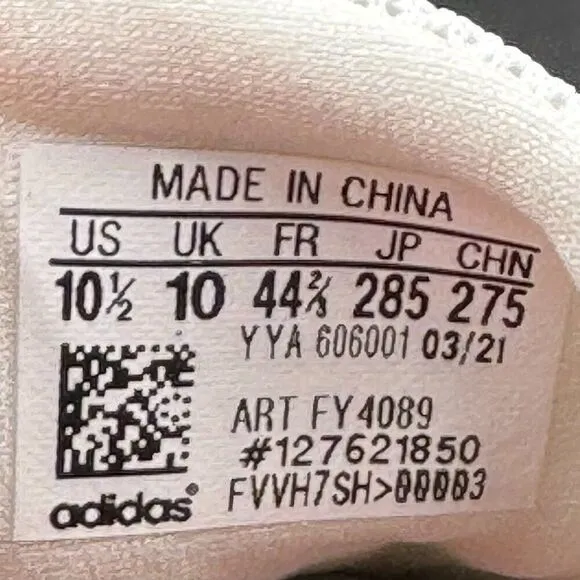 MADE IN CHINA
US UK FR JP CHN
10½ 10 44⅔ 285 275
YYA 606001 03/21
ART FY4089
#127621850
FVVH7SH>00003
adidas®